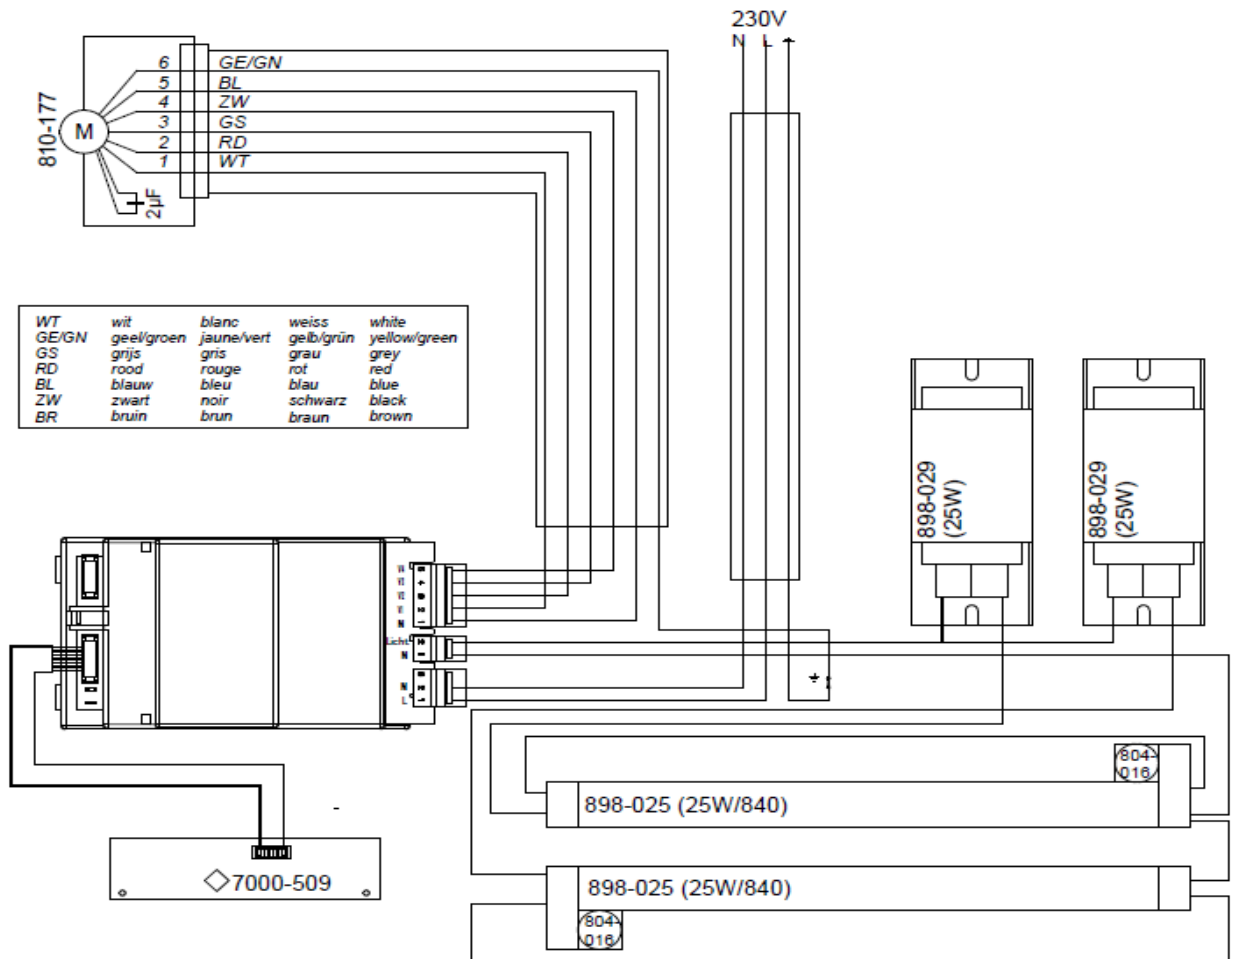 230V
N L
6 GE/GN
5 BL
4 ZW
3 GS
2 RD
1 WT
M
810-177
2µF
WT wit blanc weiss white
GE/GN geel/groen jaune/vert gelb/grün yellow/green
GS grijs gris grau grey
RD rood rouge rot red
BL blauw bleu blau blue
ZW zwart noir schwarz black
BR bruin brun braun brown
898-029
(25W)
898-029
(25W)
Licht
N
N
L
804-
016
898-025 (25W/840)
898-025 (25W/840)
804-
016
7000-509